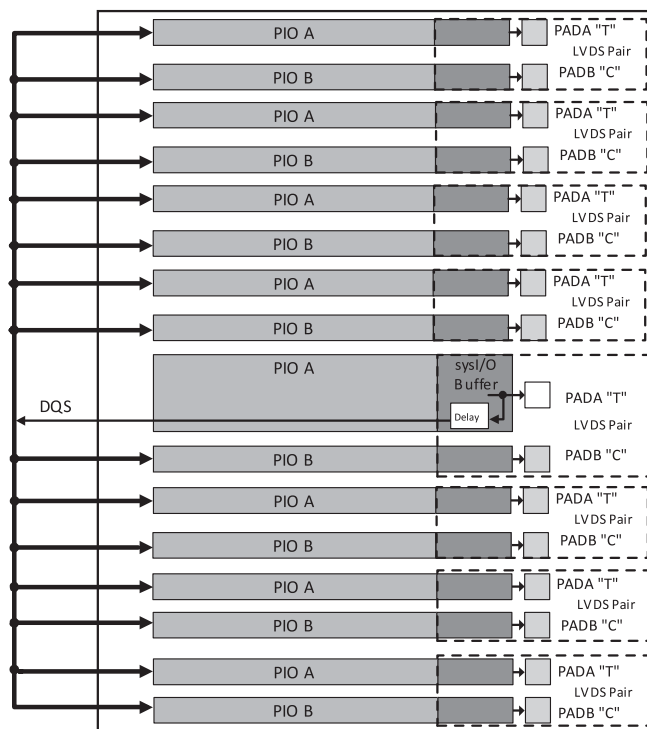 PIO A
PADA "T"
LVDS Pair
PIO B
PADB "C"
PIO A
PADA "T"
LVDS Pair
PIO B
PADB "C"
PIO A
PADA "T"
LVDS Pair
PIO B
PADB "C"
PIO A
PADA "T"
LVDS Pair
PIO B
PADB "C"
PIO A
sysI/O
Buffer
PADA "T"
DQS
Delay
LVDS Pair
PIO B
PADB "C"
PIO A
PADA "T"
LVDS Pair
PIO B
PADB "C"
PIO A
PADA "T"
LVDS Pair
PIO B
PADB "C"
PIO A
PADA "T"
LVDS Pair
PIO B
PADB "C"